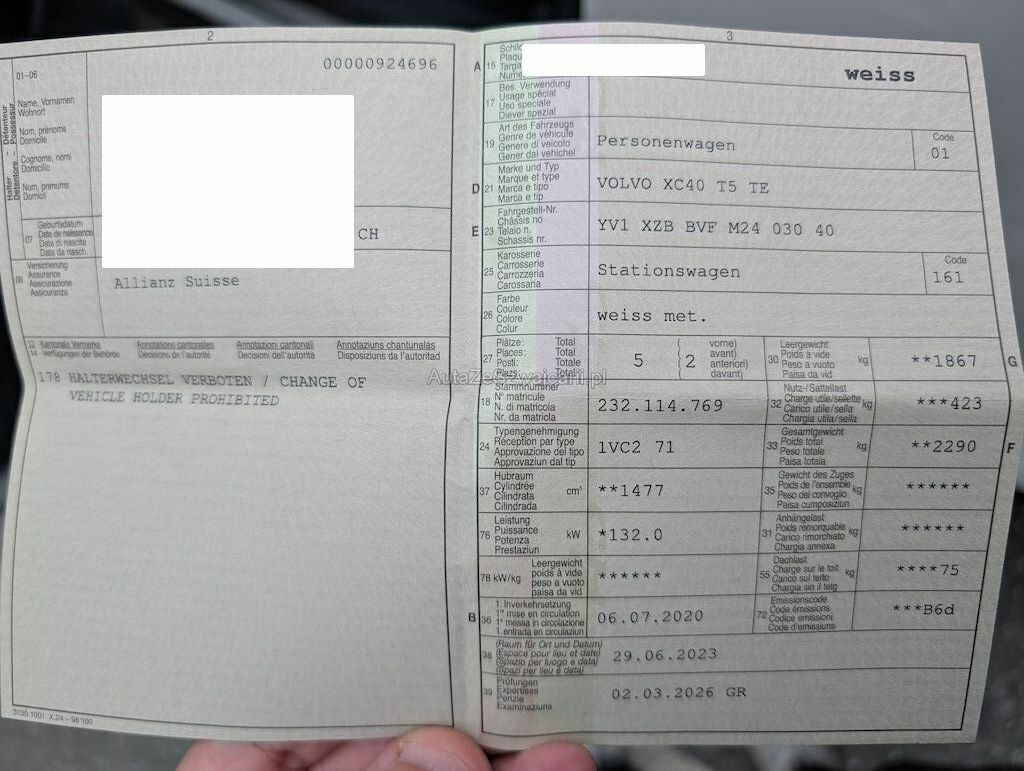 2
00000924696
01-06
Halter - Détenteur
Detentore - Possessur
Name, Vornamen
Wohnort
Nom, prénoms
Domicile
Cognome, nomi
Domicilio
Num, prenums
Domicil
07
Geburtsdatum
Date de naissance
Data di nascita
Data da nasch.
CH
09
Versicherung
Assurance
Assicurazione
Assicuranza
Allianz Suisse
13
14
Kantonale Vermerke
Verfügungen der Behörde
Annotations cantonales
Décisions de l'autorité
Annotazioni cantonali
Decisioni dell'autorità
Annotaziuns chantunalas
Disposiziuns da l'autoritad
178 HALTERWECHSEL VERBOTEN / CHANGE OF
VEHICLE HOLDER PROHIBITED
5130.1001 X.24 – 96'100
3
A 15
Schild
Plaqu
Targa
Nume
weiss
17
Bes. Verwendung
Usage spécial
Uso speciale
Diever spezial
19
Art des Fahrzeugs
Genre de véhicule
Genere di veicolo
Gener dal vehichel
Personenwagen
Code
01
D 21
Marke und Typ
Marque et type
Marca e tipo
Marca e tip
VOLVO XC40 T5 TE
E 23
Fahrgestell-Nr.
Châssis no
Telaio n.
Schassis nr.
YV1 XZB BVF M24 030 40
25
Karosserie
Carrosserie
Carrozzeria
Carossaria
Stationswagen
Code
161
26
Farbe
Couleur
Colore
Colur
weiss met.
27
Plätze: Total
Places: Total
Posti: Totale
Plazs: Total
5
2
vorne)
avant)
anteriori)
davant)
30
Leergewicht
Poids à vide
Peso a vuoto
Paisa da vid
kg
**1867
G
18
Stammnummer
N° matricule
N. di matricola
Nr. da matricla
232.114.769
32
Nutz-/Sattellast
Charge utile/sellette
Carico utile/sella
Chargia utila/sella
kg
***423
24
Typengenehmigung
Réception par type
Approvazione del tipo
Approvaziun dal tip
1VC2 71
33
Gesamtgewicht
Poids total
Peso totale
Paisa totala
kg
**2290
F
37
Hubraum
Cylindrée
Cilindrata
Cilindrada
cm³
**1477
35
Gewicht des Zuges
Poids de l'ensemble
Peso del convoglio
Paisa cumposiziun
kg
******
76
Leistung
Puissance
Potenza
Prestaziun
kW
*132.0
31
Anhängelast
Poids remorquable
Carico rimorchiato
Chargia annexa
kg
******
78 kW/kg
Leergewicht
poids à vide
peso a vuoto
paisa da vid
******
55
Dachlast
Charge sur le toit
Carico sul tetto
Chargia sin il tetg
kg
****75
B 36
1. Inverkehrsetzung
1re mise en circulation
1a messa in circolazione
1. entrada en circulaziun
06.07.2020
72
Emissionscode
Code émissions
Codice emissioni
Code d'emissiuns
***B6d
38
(Raum für Ort und Datum)
(Espace pour lieu et date)
(Spazio per luogo e data)
(Spazi per lieu e data)
29.06.2023
39
Prüfungen
Expertises
Perizie
Examinaziuns
02.03.2026 GR
AutaZeSzwajcarii.pl